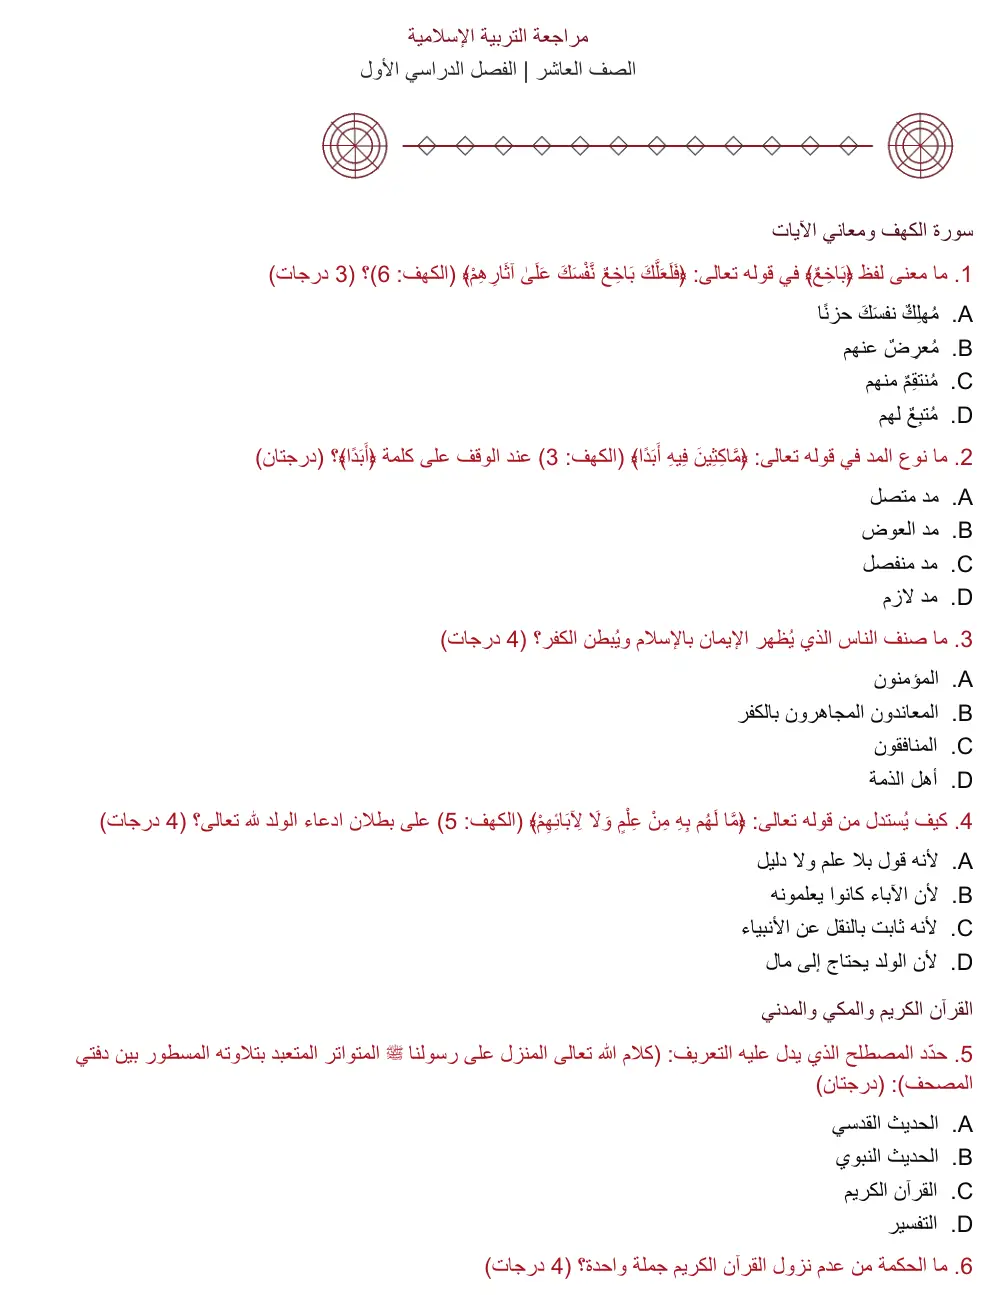 مراجعة التربية الإسلامية
الصف العاشر | الفصل الدراسي الأول
سورة الكهف ومعاني الآيات
1. ما معنى لفظ ﴿بَاخِعٌ﴾ في قوله تعالى: ﴿فَلَعَلَّكَ بَاخِعٌ نَّفْسَكَ عَلَىٰ آثَارِهِمْ﴾ (الكهف: 6)؟ (3 درجات)
A. مُهلِكٌ نفسَكَ حزنًا
B. مُعرِضٌ عنهم
C. مُنتقِمٌ منهم
D. مُتبِعٌ لهم
2. ما نوع المد في قوله تعالى: ﴿مَّاكِثِينَ فِيهِ أَبَدًا﴾ (الكهف: 3) عند الوقف على كلمة ﴿أَبَدًا﴾؟ (درجتان)
A. مد متصل
B. مد العوض
C. مد منفصل
D. مد لازم
3. ما صنف الناس الذي يُظهر الإيمان بالإسلام ويُبطن الكفر؟ (4 درجات)
A. المؤمنون
B. المعاندون المجاهرون بالكفر
C. المنافقون
D. أهل الذمة
4. كيف يُستدل من قوله تعالى: ﴿مَّا لَهُم بِهِ مِنْ عِلْمٍ وَلَا لِآبَائِهِمْ﴾ (الكهف: 5) على بطلان ادعاء الولد لله تعالى؟ (4 درجات)
A. لأنه قول بلا علم ولا دليل
B. لأن الآباء كانوا يعلمونه
C. لأنه ثابت بالنقل عن الأنبياء
D. لأن الولد يحتاج إلى مال
القرآن الكريم والمكي والمدني
5. حدّد المصطلح الذي يدل عليه التعريف: (كلام الله تعالى المنزل على رسولنا ﷺ المتواتر المتعبد بتلاوته المسطور بين دفتي
المصحف): (درجتان)
A. الحديث القدسي
B. الحديث النبوي
C. القرآن الكريم
D. التفسير
6. ما الحكمة من عدم نزول القرآن الكريم جملة واحدة؟ (4 درجات)